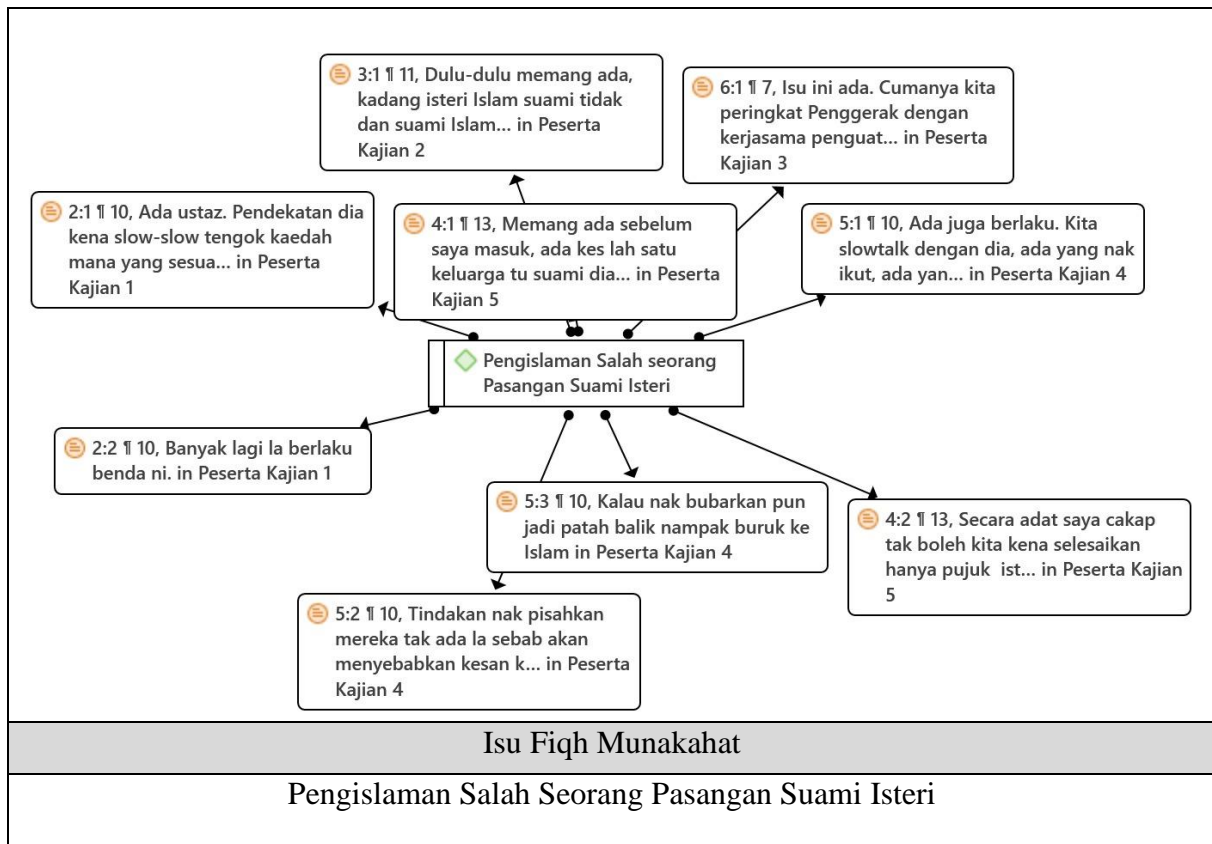 3:1 ¶ 11, Dulu-dulu memang ada,
kadang isteri Islam suami tidak
dan suami Islam... in Peserta
Kajian 2
6:1 ¶ 7, Isu ini ada. Cumanya kita
peringkat Penggerak dengan
kerjasama penguat... in Peserta
Kajian 3
2:1 ¶ 10, Ada ustaz. Pendekatan dia
kena slow-slow tengok kaedah
mana yang sesua... in Peserta
Kajian 1
4:1 ¶ 13, Memang ada sebelum
saya masuk, ada kes lah satu
keluarga tu suami dia... in Peserta
Kajian 5
5:1 ¶ 10, Ada juga berlaku. Kita
slowtalk dengan dia, ada yang nak
ikut, ada yan... in Peserta Kajian 4
Pengislaman Salah seorang
Pasangan Suami Isteri
2:2 ¶ 10, Banyak lagi la berlaku
benda ni. in Peserta Kajian 1
5:3 ¶ 10, Kalau nak bubarkan pun
jadi patah balik nampak buruk ke
Islam in Peserta Kajian 4
4:2 ¶ 13, Secara adat saya cakap
tak boleh kita kena selesaikan
hanya pujuk  ist... in Peserta Kajian
5
5:2 ¶ 10, Tindakan nak pisahkan
mereka tak ada la sebab akan
menyebabkan kesan k... in Peserta
Kajian 4
Isu Fiqh Munakahat
Pengislaman Salah Seorang Pasangan Suami Isteri